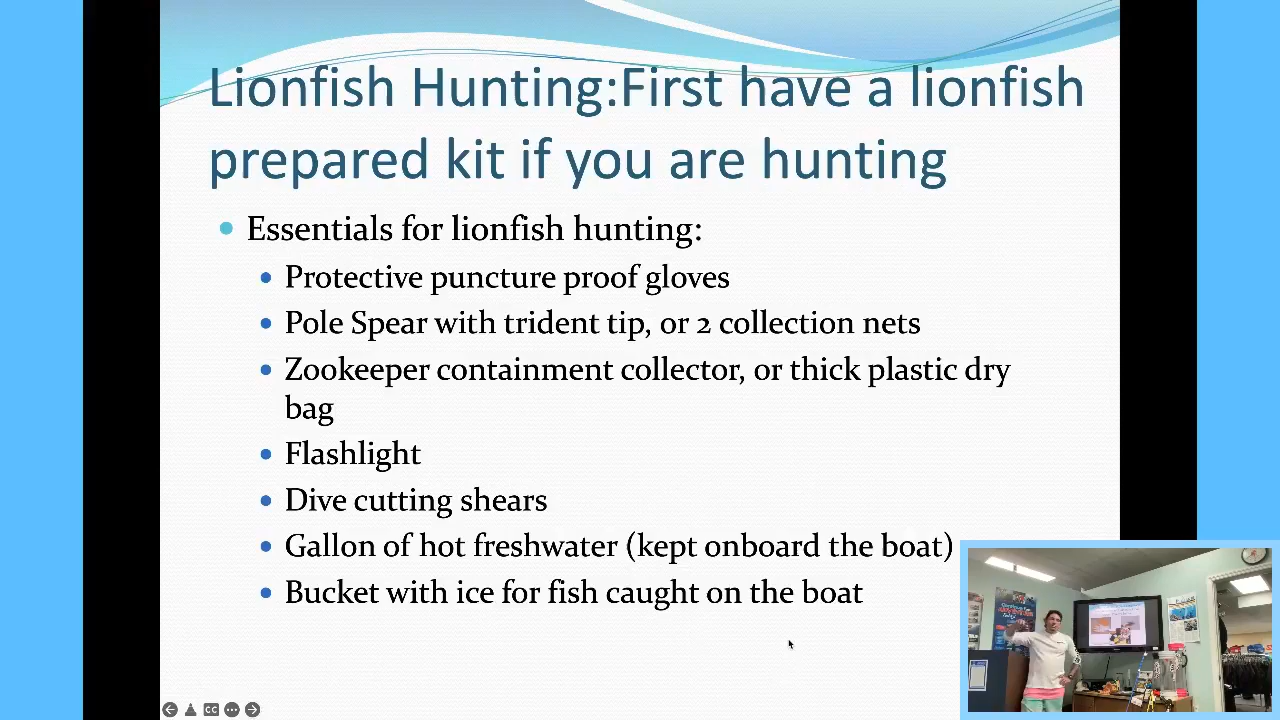 Lionfish Hunting:First have a lionfish
prepared kit if you are hunting
Essentials for lionfish hunting:
Protective puncture proof gloves
Pole Spear with trident tip, or 2 collection nets
Zookeeper containment collector, or thick plastic dry
bag
Flashlight
Dive cutting shears
Gallon of hot freshwater (kept onboard the boat)
Bucket with ice for fish caught on the boat
CC